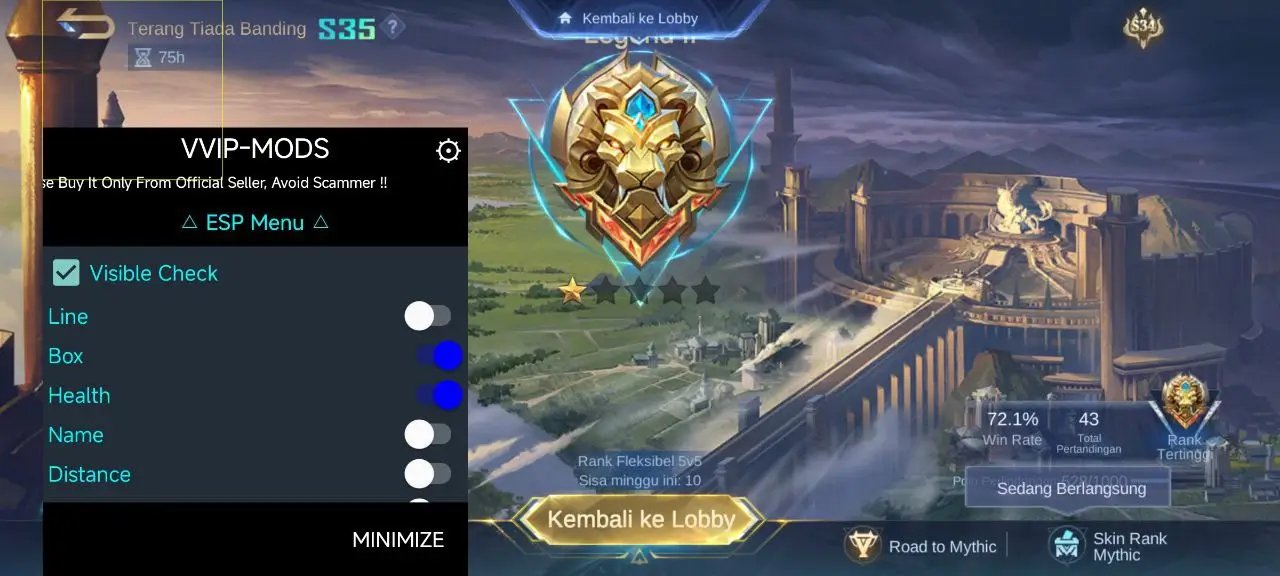 Kembali ke Lobby
Terang Tiada Banding S35 ?
75h
S34
Legend II
VVIP-MODS
se Buy It Only From Official Seller, Avoid Scammer !!
△ ESP Menu △
Visible Check
Line
Box
Health
Name
Distance
MINIMIZE
72.1%
Win Rate
43
Total
Pertandingan
Rank
Tertinggi
Rank Fleksibel 5v5
Sisa minggu ini: 10
Sedang Berlangsung
Kembali ke Lobby
Road to Mythic
Skin Rank
Mythic